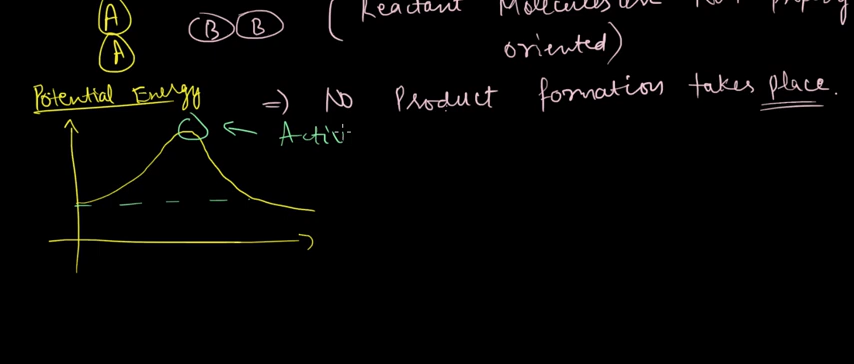 (Reactant Molecules are Not properly
A
B B
A
oriented)
Potential Energy
=) No Product formation takes place.
← Activi